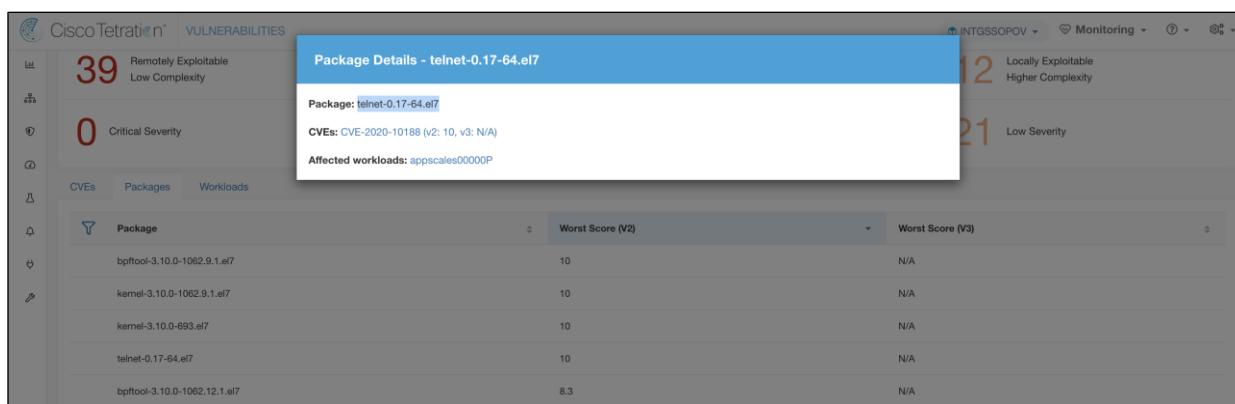 Cisco Tetration VULNERABILITIES
INTGSSOPOV
Monitoring
39
Remotely Exploitable
Low Complexity
12
Locally Exploitable
Higher Complexity
Package Details - telnet-0.17-64.el7
Package: telnet-0.17-64.el7
CVEs: CVE-2020-10188 (v2: 10, v3: N/A)
Affected workloads: appscales00000P
0
Critical Severity
21
Low Severity
CVEs Packages Workloads
Package Worst Score (V2) Worst Score (V3)
bpftool-3.10.0-1062.9.1.el7 10 N/A
kernel-3.10.0-1062.9.1.el7 10 N/A
kernel-3.10.0-693.el7 10 N/A
telnet-0.17-64.el7 10 N/A
bpftool-3.10.0-1062.12.1.el7 8.3 N/A